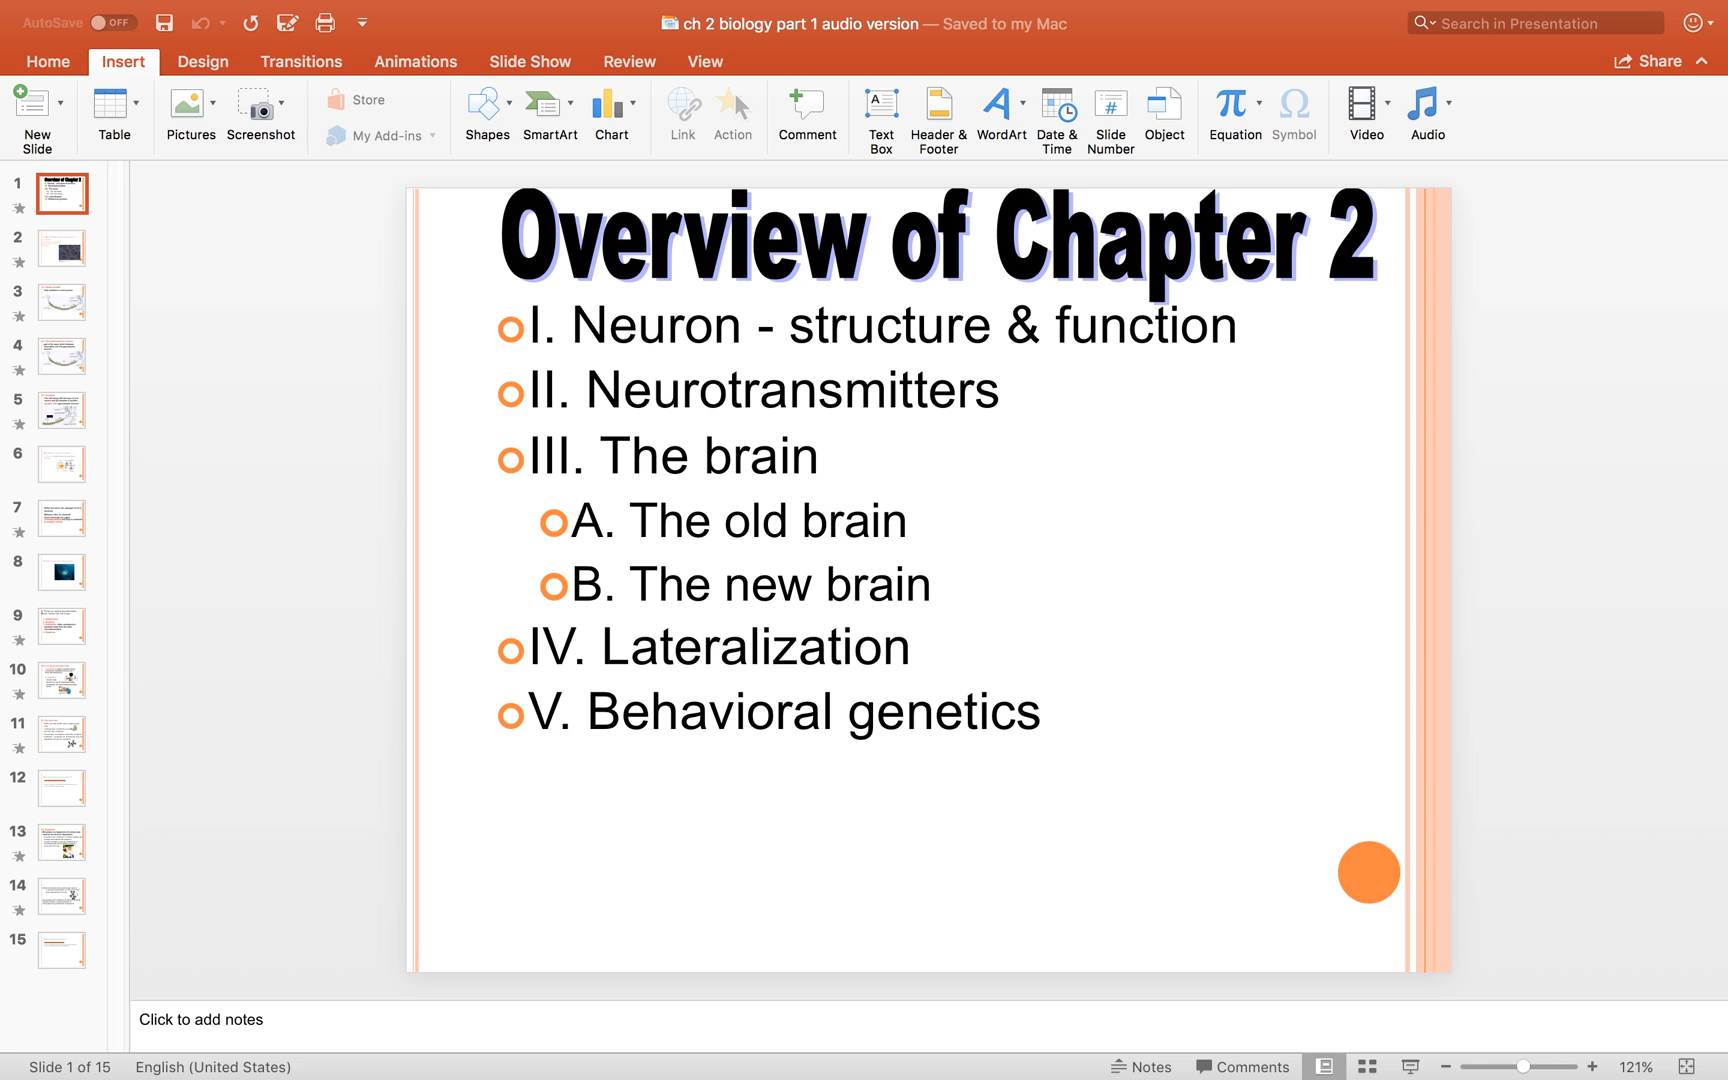 AutoSave OFF
ch 2 biology part 1 audio version — Saved to my Mac
Search in Presentation
Home Insert Design Transitions Animations Slide Show Review View
Share
New Slide
Table
Pictures
Screenshot
Store
My Add-ins
Shapes
SmartArt
Chart
Link
Action
Comment
Text Box
Header & Footer
WordArt
Date & Time
Slide Number
Object
Equation
Symbol
Video
Audio
1
2
3
4
5
6
7
8
9
10
11
12
13
14
15
Overview of Chapter 2
I. Neuron - structure & function
II. Neurotransmitters
III. The brain
A. The old brain
B. The new brain
IV. Lateralization
V. Behavioral genetics
Click to add notes
Slide 1 of 15 English (United States)
Notes Comments 121%